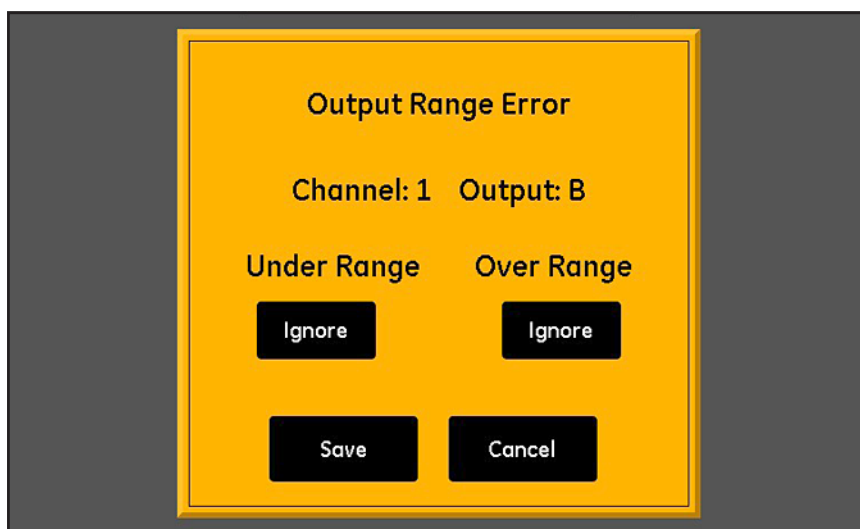 Output Range Error
Channel: 1 Output: B
Under Range Over Range
Ignore Ignore
Save Cancel